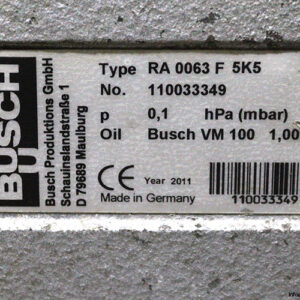 BUSCH
Busch Produktions GmbH
Schauinslandstraße 1
D 79689 Maulburg
Type RA 0063 F 5K5
No. 110033349
p 0,1 hPa (mbar)
Oil Busch VM 100 1,00
CE Year 2011
Made in Germany
110033349